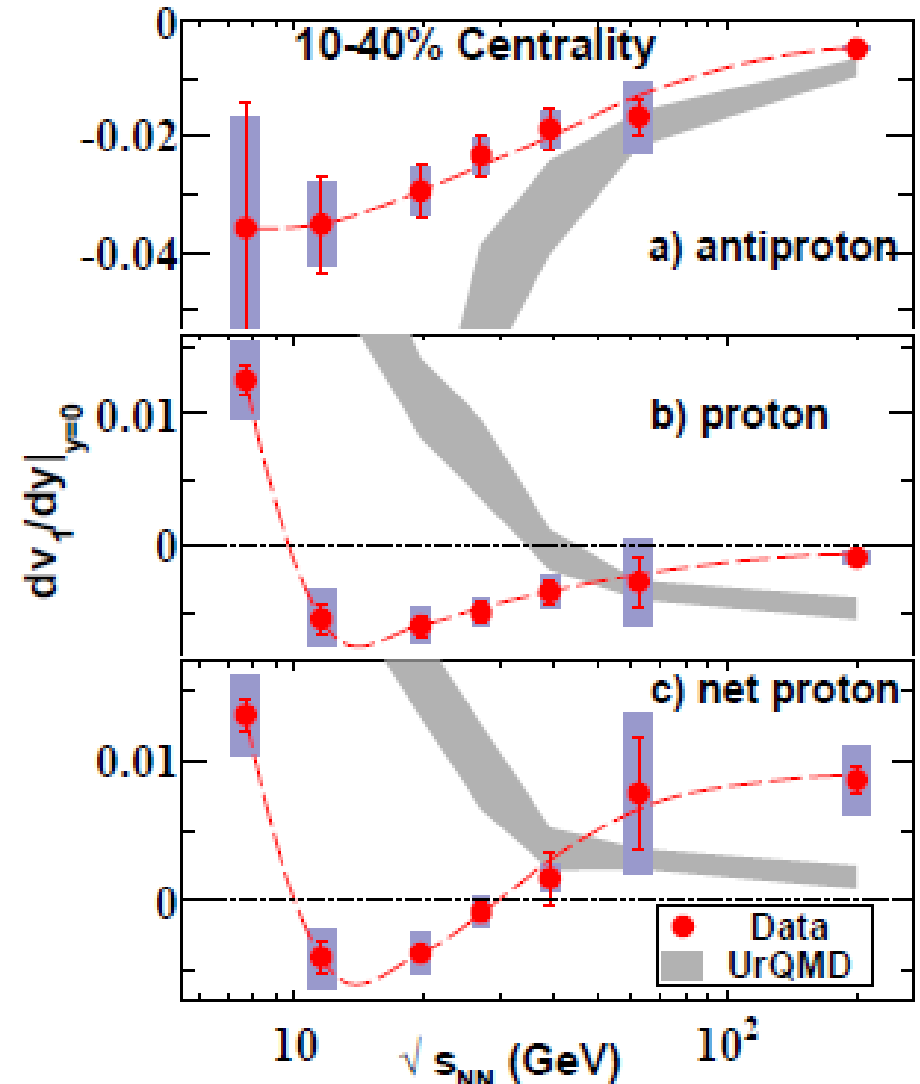 10-40% Centrality
0
-0.02
-0.04
a) antiproton
dv₁/dy|y=0
0.01
0
b) proton
0.01
0
c) net proton
Data
UrQMD
10
10²
√ sNN (GeV)